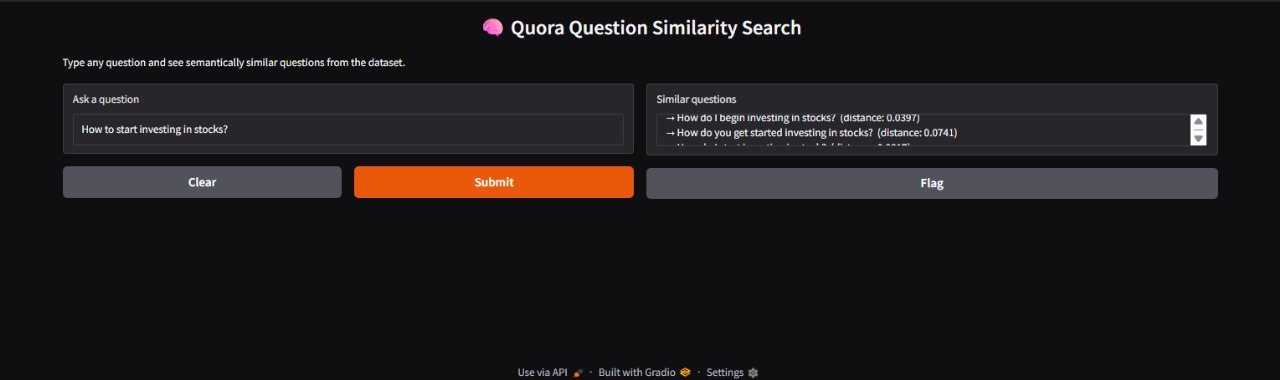 🧠 Quora Question Similarity Search
Type any question and see semantically similar questions from the dataset.
Ask a question
How to start investing in stocks?
Similar questions
→ How do I begin investing in stocks? (distance: 0.0397)
→ How do you get started investing in stocks? (distance: 0.0741)
Clear
Submit
Flag
Use via API 🚀 · Built with Gradio · Settings ⚙️